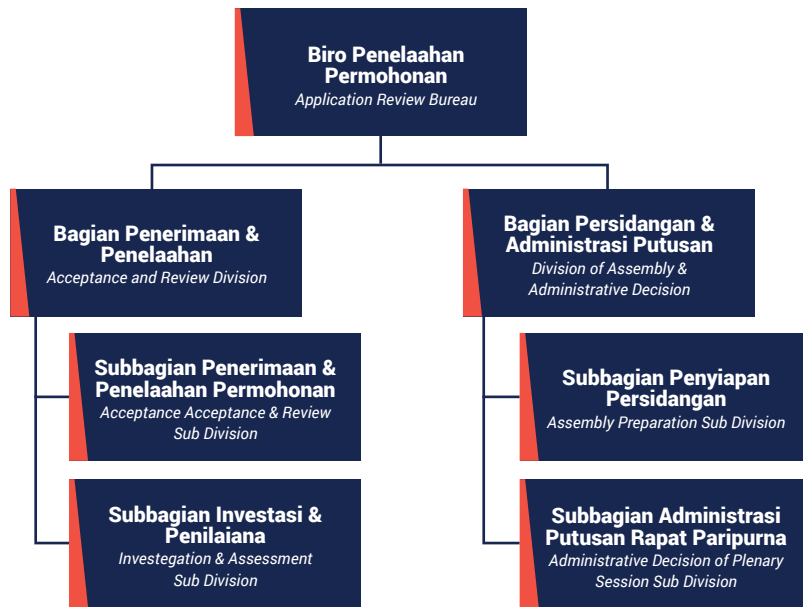 Biro Penelaahan
Permohonan
Application Review Bureau
Bagian Penerimaan &
Penelaahan
Acceptance and Review Division
Bagian Persidangan &
Administrasi Putusan
Division of Assembly &
Administrative Decision
Subbagian Penerimaan &
Penelaahan Permohonan
Acceptance Acceptance & Review
Sub Division
Subbagian Penyiapan
Persidangan
Assembly Preparation Sub Division
Subbagian Investasi &
Penilaiana
Investegation & Assessment
Sub Division
Subbagian Administrasi
Putusan Rapat Paripurna
Administrative Decision of Plenary
Session Sub Division